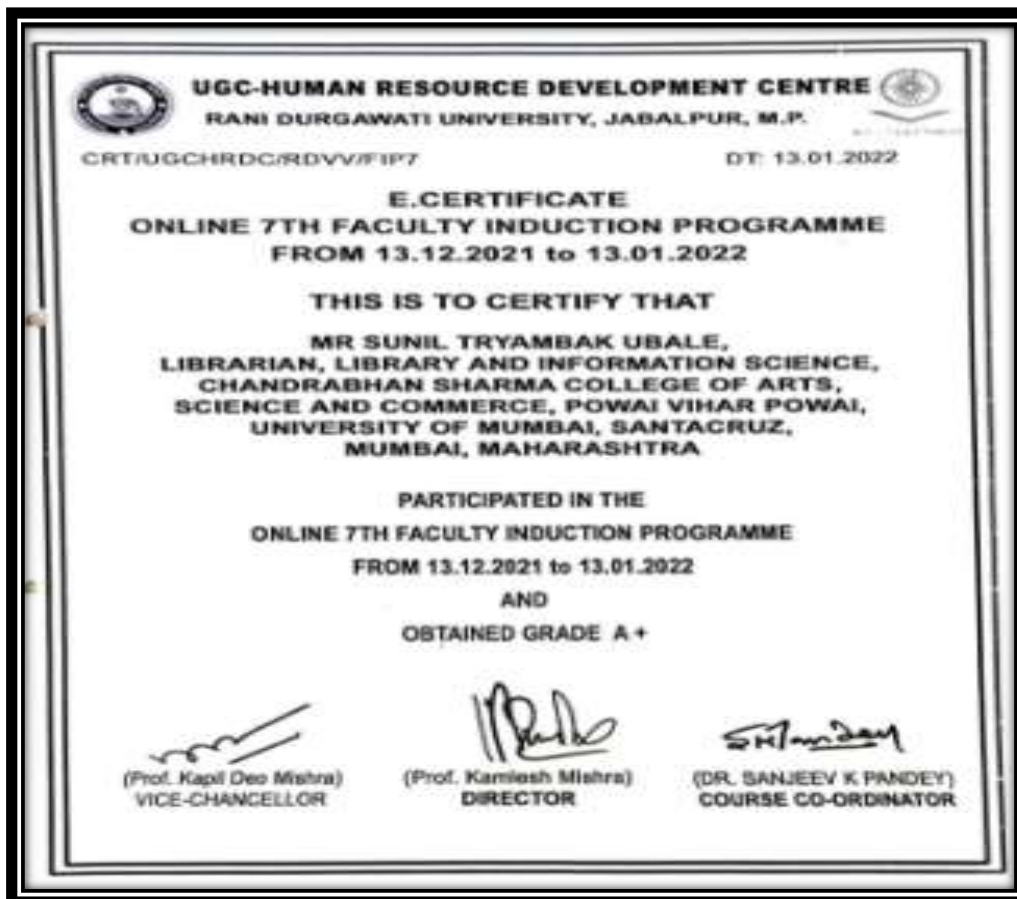 UGC-HUMAN RESOURCE DEVELOPMENT CENTRE
RANI DURGAWATI UNIVERSITY, JABALPUR, M.P.
CRT/UGCHRDC/RDVV/FIP7 DT: 13.01.2022
E.CERTIFICATE
ONLINE 7TH FACULTY INDUCTION PROGRAMME
FROM 13.12.2021 to 13.01.2022
THIS IS TO CERTIFY THAT
MR SUNIL TRYAMBAK UBALE,
LIBRARIAN, LIBRARY AND INFORMATION SCIENCE,
CHANDRABHAN SHARMA COLLEGE OF ARTS,
SCIENCE AND COMMERCE, POWAI VIHAR POWAI,
UNIVERSITY OF MUMBAI, SANTACRUZ,
MUMBAI, MAHARASHTRA
PARTICIPATED IN THE
ONLINE 7TH FACULTY INDUCTION PROGRAMME
FROM 13.12.2021 to 13.01.2022
AND
OBTAINED GRADE A +
(Prof. Kapil Deo Mishra) (Prof. Kamlesh Mishra) (DR. SANJEEV K PANDEY)
VICE-CHANCELLOR DIRECTOR COURSE CO-ORDINATOR